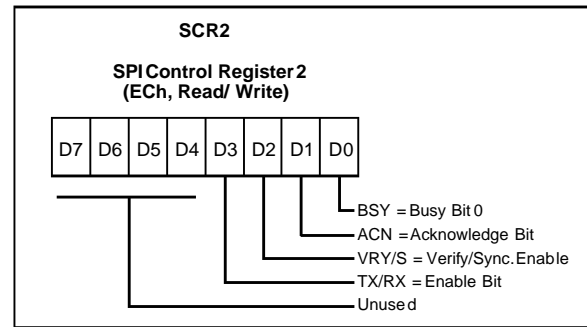 SCR2
SPI Control Register 2
(ECh, Read/ Write)
D7 D6 D5 D4 D3 D2 D1 D0
BSY = Busy Bit 0
ACN = Acknowledge Bit
VRY/S = Verify/Sync. Enable
TX/RX = Enable Bit
Unused